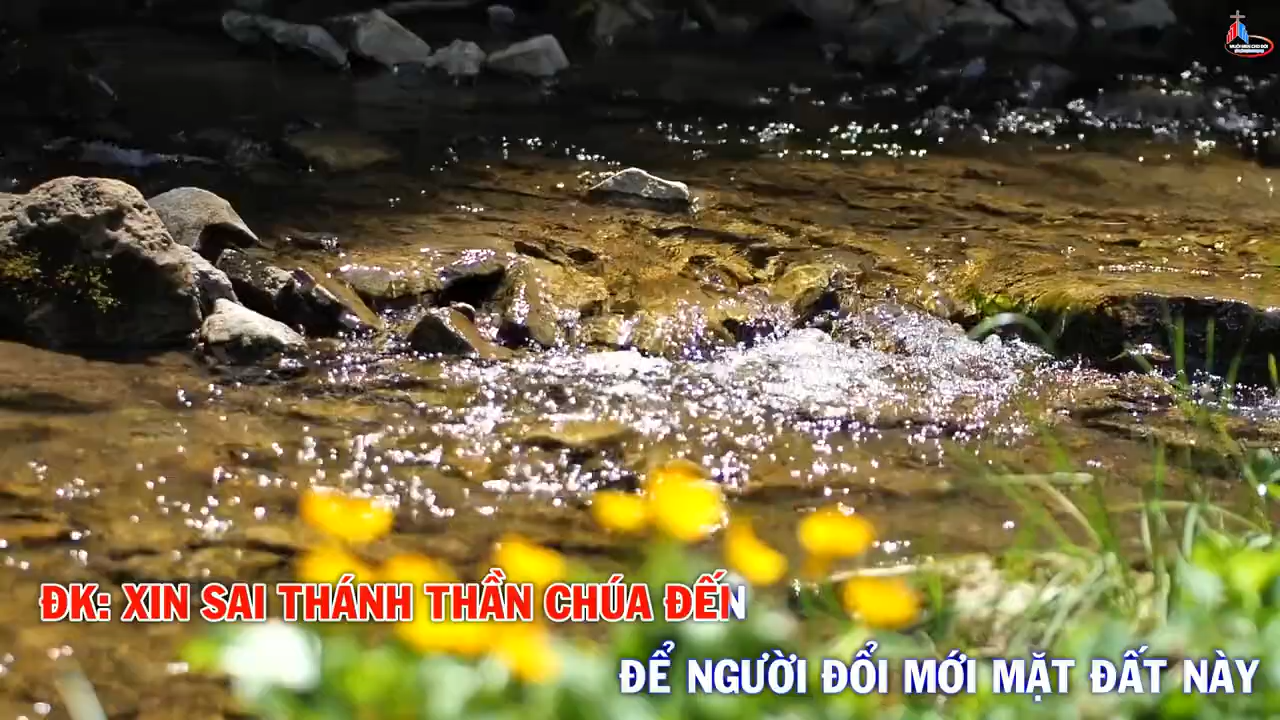 ĐK: XIN SAI THÁNH THẦN CHÚA ĐẾN
ĐỂ NGƯỜI ĐỔI MỚI MẶT ĐẤT NÀY